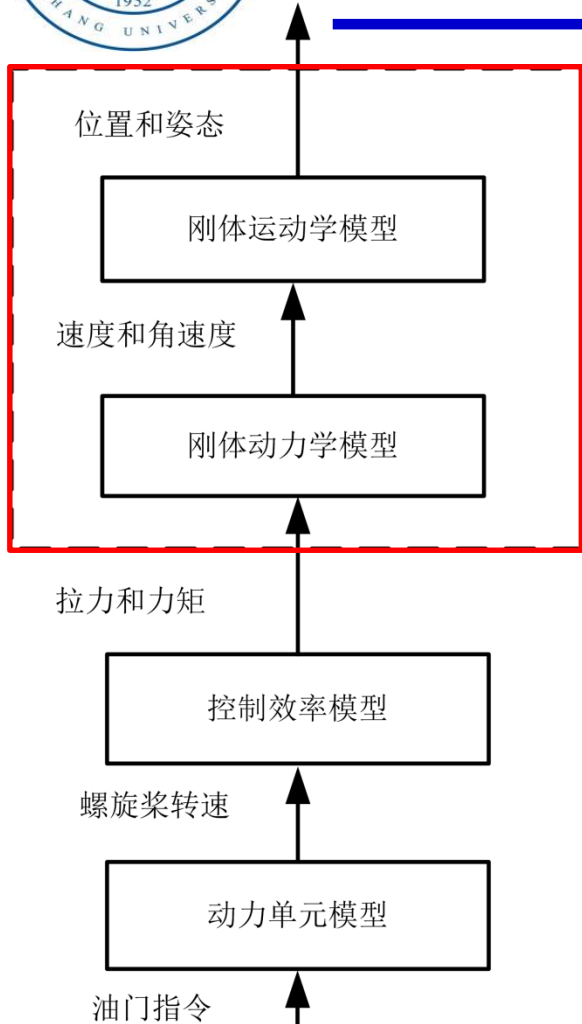 1952
HANG UNIVERS
位置和姿态
刚体运动学模型
速度和角速度
刚体动力学模型
拉力和力矩
控制效率模型
螺旋桨转速
动力单元模型
油门指令